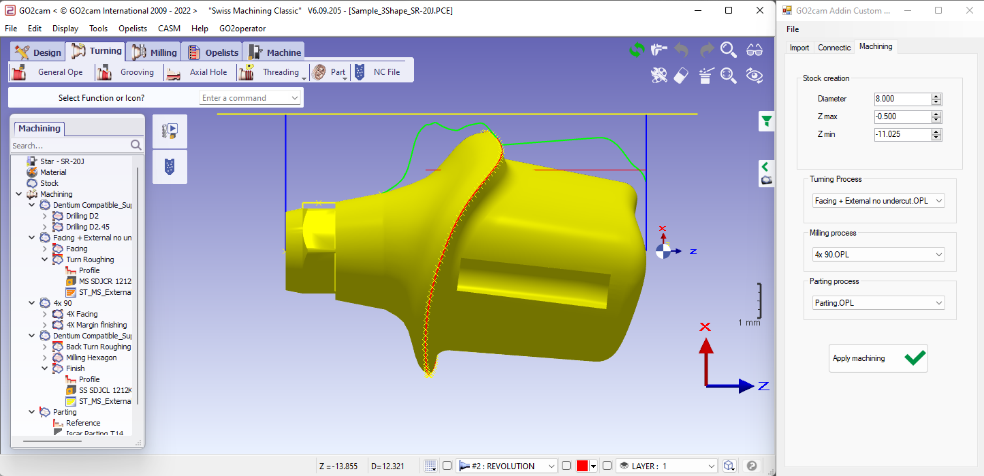 GO2cam < © GO2cam International 2009 - 2022 > "Swiss Machining Classic" V6.09.205 - [Sample_3Shape_SR-20J.PCE]
File Edit Display Tools Opelists CASM Help GO2operator
Design Turning Milling Opelists Machine
General Ope Grooving Axial Hole Threading Part NC File
Select Function or Icon? Enter a command
Machining
Search...
Star - SR-20J
Material
Stock
Machining
Dentium Compatible_Su
Drilling D2
Drilling D2.45
Facing + External no un
Facing
Turn Roughing
Profile
MS SDJCR 1212
ST_MS_Externa
4x 90
4X Facing
4X Margin finishing
Dentium Compatible_Su
Back Turn Roughing
Milling Hexagon
Finish
Profile
SS SDJCL 1212K
ST_MS_Externa
Parting
Reference
Iscar Parting T14
X
Z
1 mm
X
Z
Z =-13.855 D=12.321 #2 : REVOLUTION LAYER : 1
GO2cam Addin Custom ...
File
Import Connectic Machining
Stock creation
Diameter 8.000
Z max -0.500
Z min -11.025
Turning Process
Facing + External no undercut.OPL
Milling process
4x 90.OPL
Parting process
Parting.OPL
Apply machining